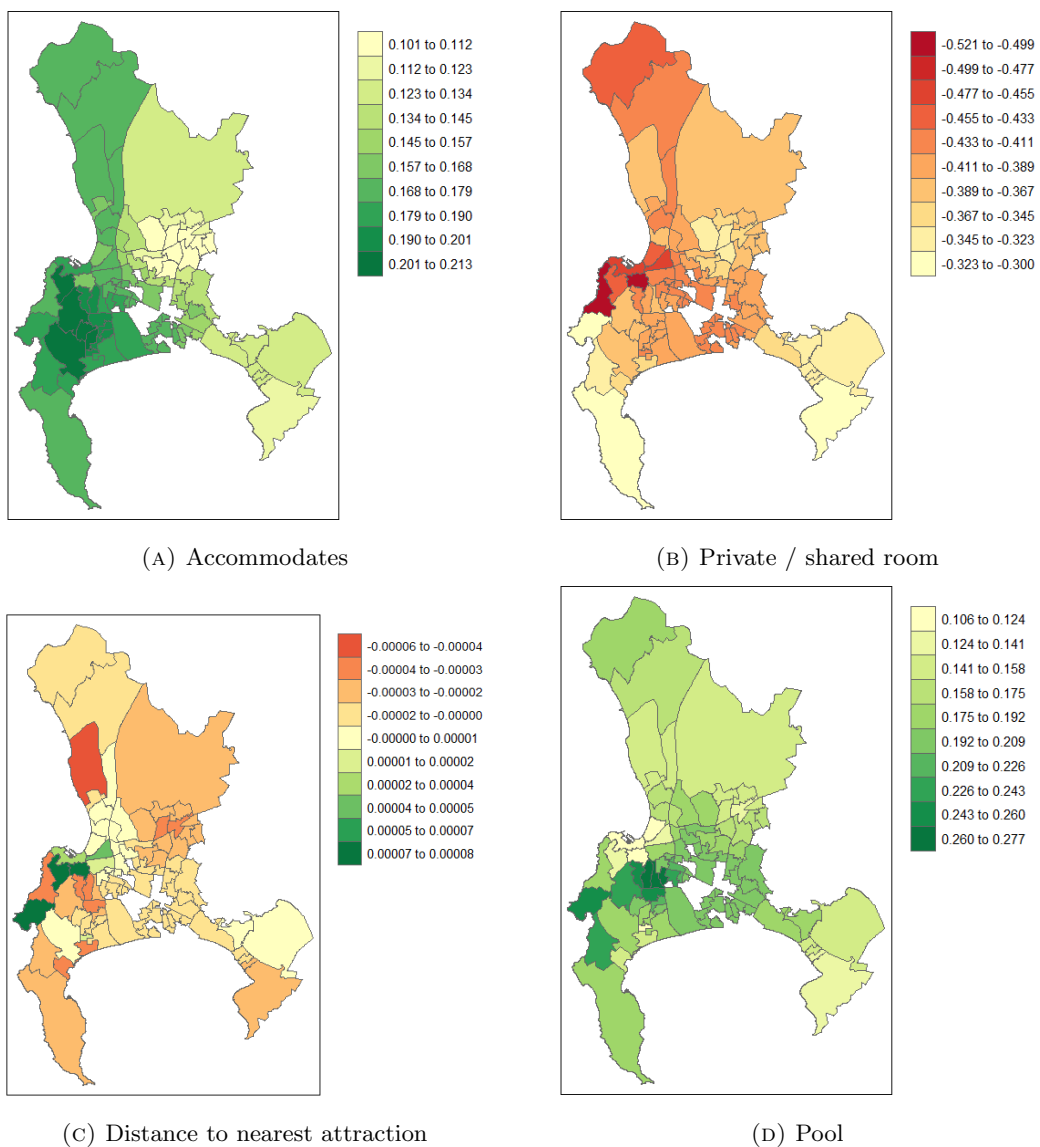 0.101 to 0.112
0.112 to 0.123
0.123 to 0.134
0.134 to 0.145
0.145 to 0.157
0.157 to 0.168
0.168 to 0.179
0.179 to 0.190
0.190 to 0.201
0.201 to 0.213
(A) Accommodates
-0.521 to -0.499
-0.499 to -0.477
-0.477 to -0.455
-0.455 to -0.433
-0.433 to -0.411
-0.411 to -0.389
-0.389 to -0.367
-0.367 to -0.345
-0.345 to -0.323
-0.323 to -0.300
(B) Private / shared room
-0.00006 to -0.00004
-0.00004 to -0.00003
-0.00003 to -0.00002
-0.00002 to -0.00000
-0.00000 to 0.00001
0.00001 to 0.00002
0.00002 to 0.00004
0.00004 to 0.00005
0.00005 to 0.00007
0.00007 to 0.00008
(C) Distance to nearest attraction
0.106 to 0.124
0.124 to 0.141
0.141 to 0.158
0.158 to 0.175
0.175 to 0.192
0.192 to 0.209
0.209 to 0.226
0.226 to 0.243
0.243 to 0.260
0.260 to 0.277
(D) Pool